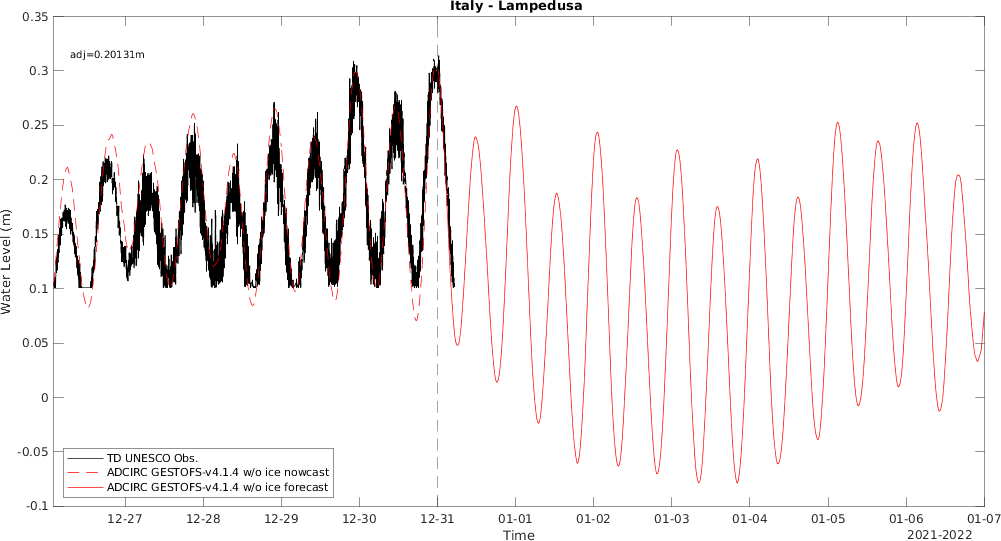 Italy - Lampedusa
0.35
0.3
0.25
0.2
0.15
0.1
0.05
0
-0.05
-0.1
Water Level (m)
adj=0.20131m
TD UNESCO Obs.
ADCIRC GESTOFS-v4.1.4 w/o ice nowcast
ADCIRC GESTOFS-v4.1.4 w/o ice forecast
12-27 12-28 12-29 12-30 12-31 01-01 01-02 01-03 01-04 01-05 01-06 01-07
Time
2021-2022